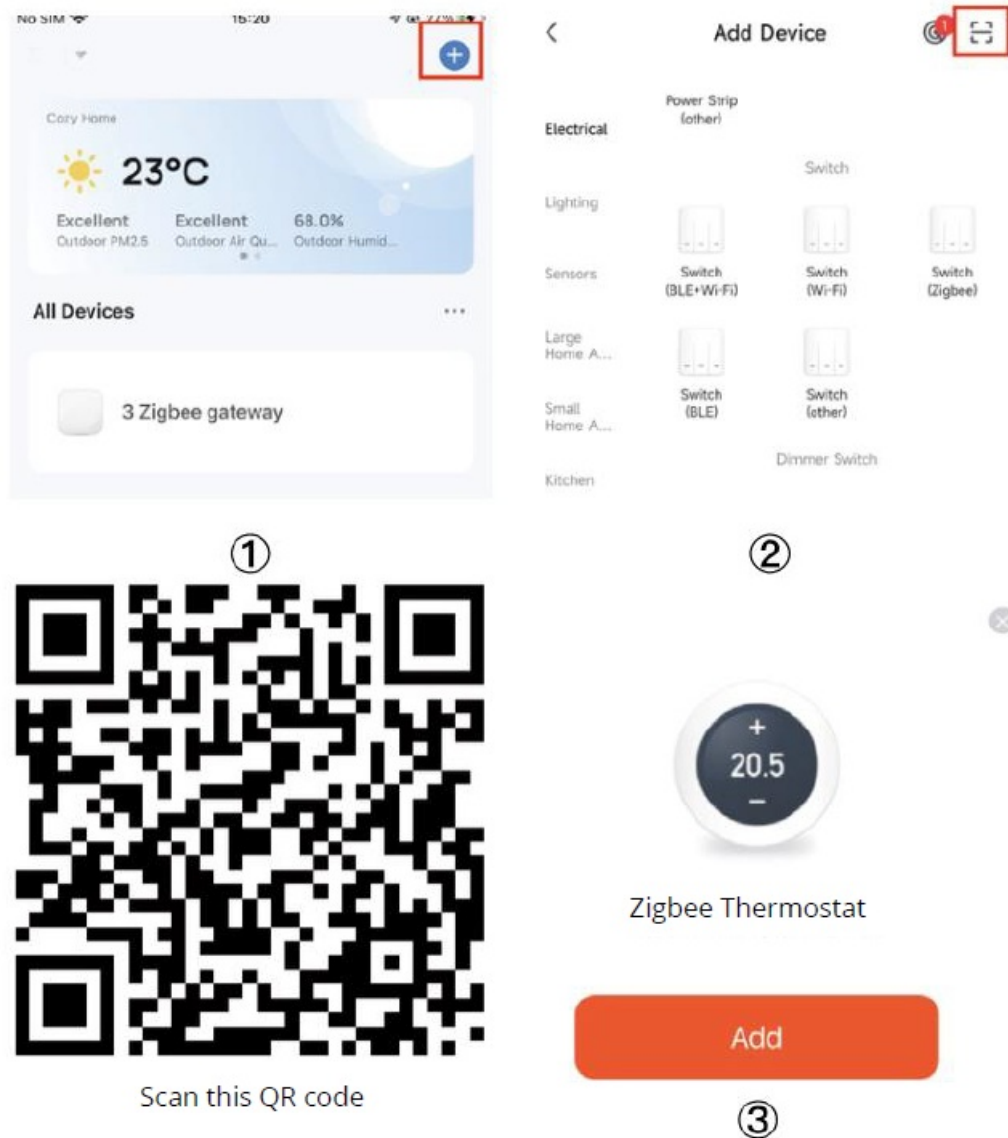 No SIM 15:20
Cory Home
23°C
Excellent Excellent 68.0%
Outdoor PM2.5 Outdoor Air Qu... Outdoor Humid...
All Devices ...
3 Zigbee gateway
①
Add Device 1
Power Strip
(other)
Electrical
Switch
Lighting
Sensors
Switch Switch Switch
(BLE+Wi-Fi) (Wi-Fi) (Zigbee)
Large
Home A...
Switch Switch
(BLE) (other)
Small
Home A...
Dimmer Switch
Kitchen
②
Scan this QR code
+
20.5
−
Zigbee Thermostat
Add
③